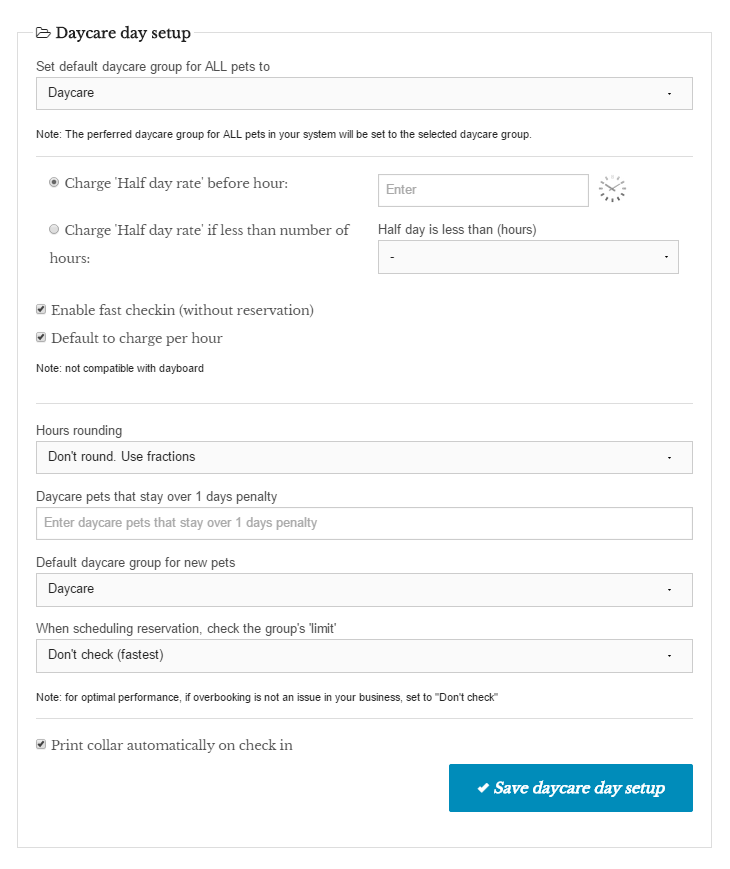 Daycare day setup
Set default daycare group for ALL pets to
Daycare
Note: The perferred daycare group for ALL pets in your system will be set to the selected daycare group.
Charge 'Half day rate' before hour:
Enter
Charge 'Half day rate' if less than number of
hours:
Half day is less than (hours)
-
Enable fast checkin (without reservation)
Default to charge per hour
Note: not compatible with dayboard
Hours rounding
Don't round. Use fractions
Daycare pets that stay over 1 days penalty
Enter daycare pets that stay over 1 days penalty
Default daycare group for new pets
Daycare
When scheduling reservation, check the group's 'limit'
Don't check (fastest)
Note: for optimal performance, if overbooking is not an issue in your business, set to "Don't check"
Print collar automatically on check in
Save daycare day setup